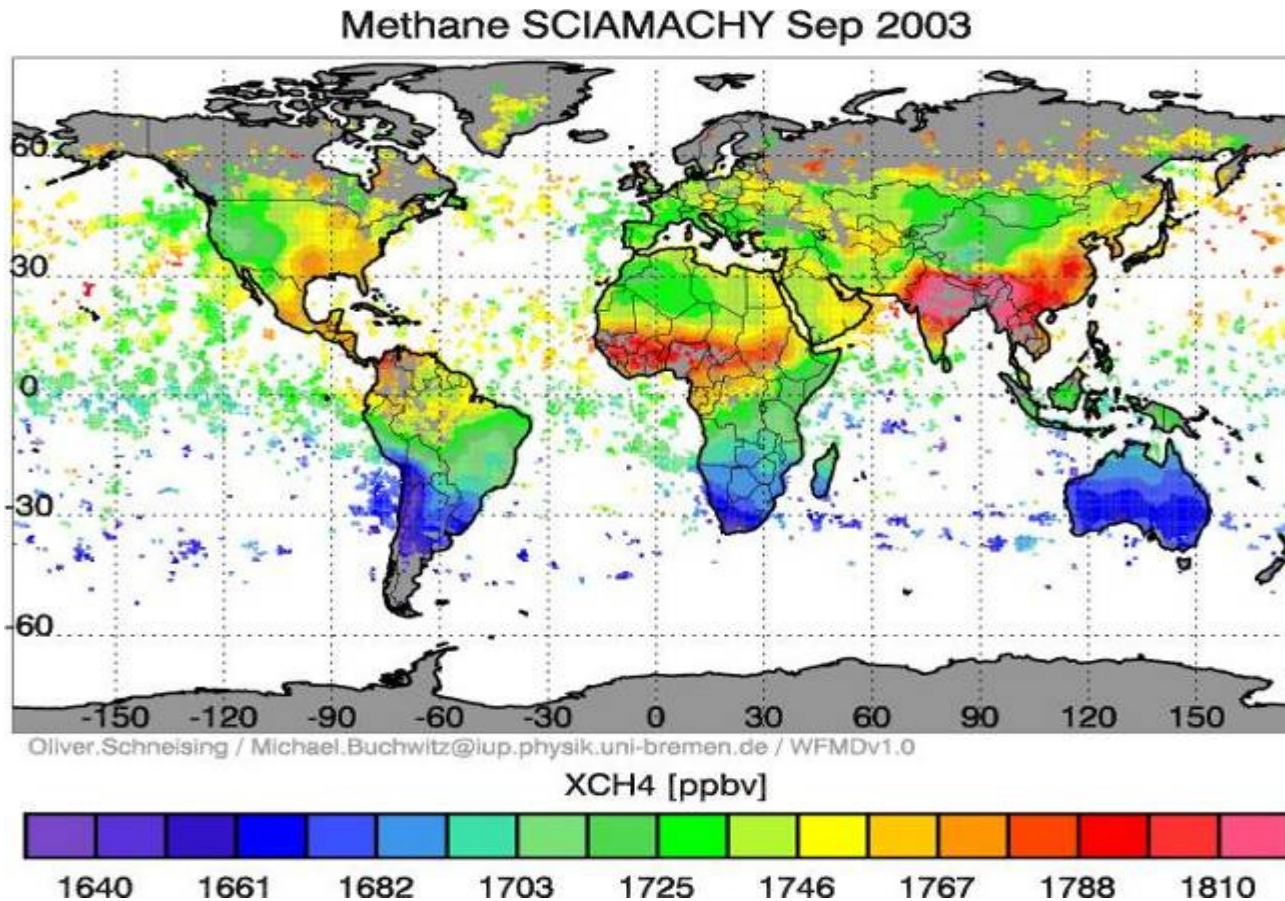 Methane SCIAMACHY Sep 2003
60
30
0
-30
-60
-150 -120 -90 -60 -30 0 30 60 90 120 150
Oliver.Schneising / Michael.Buchwitz@iup.physik.uni-bremen.de / WFMDv1.0
XCH4 [ppbv]
1640 1661 1682 1703 1725 1746 1767 1788 1810